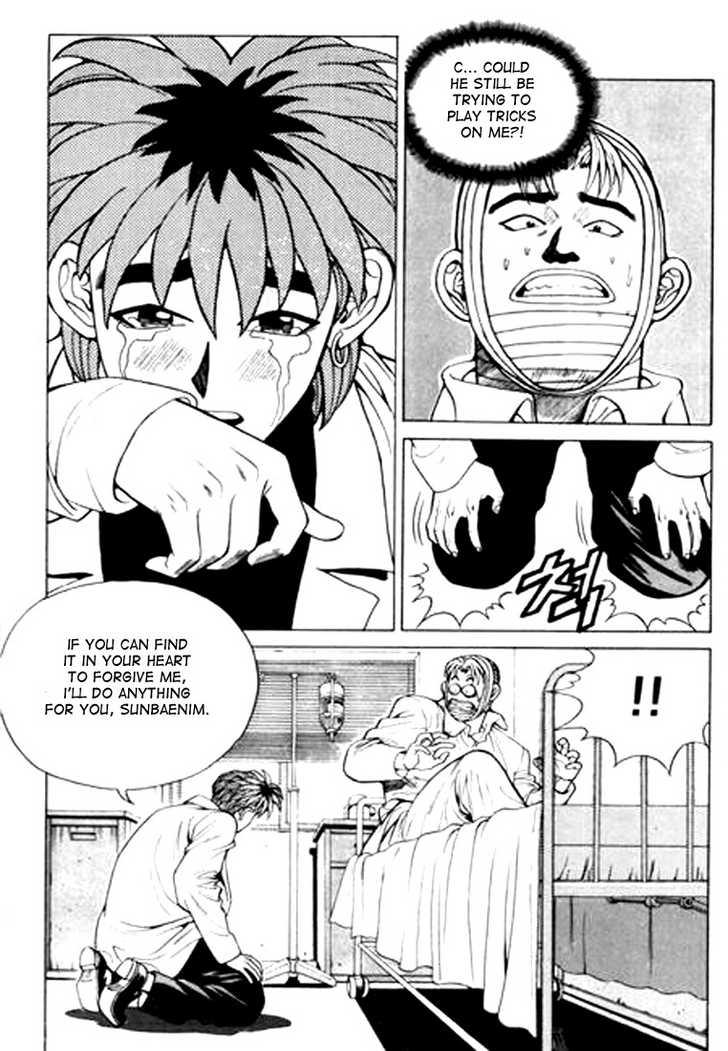 C... COULD
HE STILL BE
TRYING TO
PLAY TRICKS
ON ME?!
IF YOU CAN FIND
IT IN YOUR HEART
TO FORGIVE ME,
I'LL DO ANYTHING
FOR YOU, SUNBAENIM.
!!